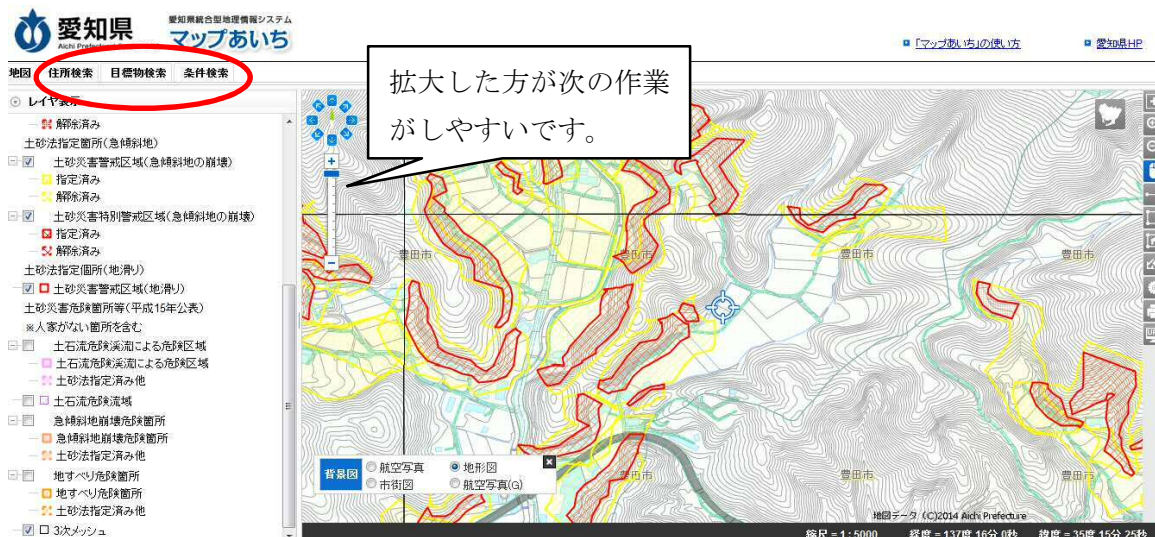 愛知県
Aichi Prefectural
愛知県統合型地理情報システム
マップあいち
「マップあいち」の使い方
愛知県HP
地図 住所検索 目標物検索 条件検索
拡大した方が次の作業
がしやすいです。
レイヤ表示
解除済み
土砂法指定箇所(急傾斜地)
土砂災害警戒区域(急傾斜地の崩壊)
指定済み
解除済み
土砂災害特別警戒区域(急傾斜地の崩壊)
指定済み
解除済み
土砂法指定個所(地滑り)
土砂災害警戒区域(地滑り)
土砂災害危険箇所等(平成15年公表)
※人家がない箇所を含む
土石流危険渓流による危険区域
土石流危険渓流による危険区域
土砂法指定済み他
土石流危険流域
急傾斜地崩壊危険箇所
急傾斜地崩壊危険箇所
土砂法指定済み他
地すべり危険箇所
地すべり危険箇所
土砂法指定済み他
3次メッシュ
豊田市 豊田市 豊田市 豊田市
豊田市 豊田市 豊田市
背景図
航空写真 地形図
市街図 航空写真(G)
地図データ (C)2014 Aichi Prefecture
縮尺 = 1 : 5000 経度 = 137度 16分 0秒 緯度 = 35度 15分 25秒